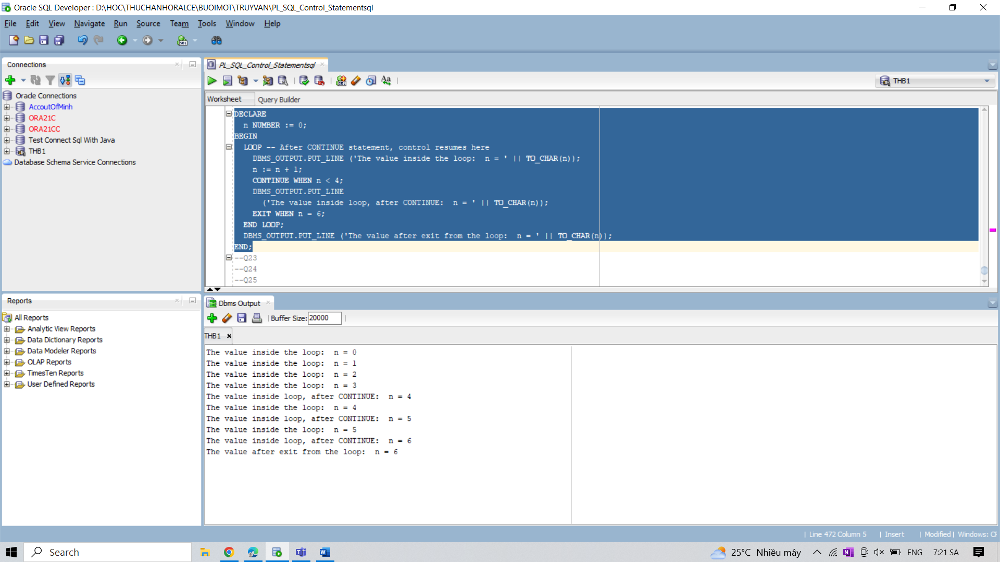 Oracle SQL Developer : D:\HOC\THUCHANHORALCE\BUOIMOT\TRUYVAN\PL_SQL_Control_Statementsql
File Edit View Navigate Run Source Team Tools Window Help
Connections
Oracle Connections
AccoutOfMinh
ORA21C
ORA21CC
Test Connect Sql With Java
THB1
Database Schema Service Connections
Reports
All Reports
Analytic View Reports
Data Dictionary Reports
Data Modeler Reports
OLAP Reports
TimesTen Reports
User Defined Reports
PL_SQL_Control_Statementsql
THB1
Worksheet Query Builder
DECLARE
n NUMBER := 0;
BEGIN
LOOP -- After CONTINUE statement, control resumes here
DBMS_OUTPUT.PUT_LINE ('The value inside the loop:  n = ' || TO_CHAR(n));
n := n + 1;
CONTINUE WHEN n < 4;
DBMS_OUTPUT.PUT_LINE
('The value inside loop, after CONTINUE:  n = ' || TO_CHAR(n));
EXIT WHEN n = 6;
END LOOP;
DBMS_OUTPUT.PUT_LINE ('The value after exit from the loop:  n = ' || TO_CHAR(n));
END;
--Q23
--Q24
--Q25
Dbms Output
Buffer Size: 20000
THB1
The value inside the loop:  n = 0
The value inside the loop:  n = 1
The value inside the loop:  n = 2
The value inside the loop:  n = 3
The value inside loop, after CONTINUE:  n = 4
The value inside the loop:  n = 4
The value inside loop, after CONTINUE:  n = 5
The value inside the loop:  n = 5
The value inside loop, after CONTINUE:  n = 6
The value after exit from the loop:  n = 6
| Line 472 Column 5 | Insert | Modified | Windows: CF
Search 25°C Nhiều mây ENG 7:21 SA